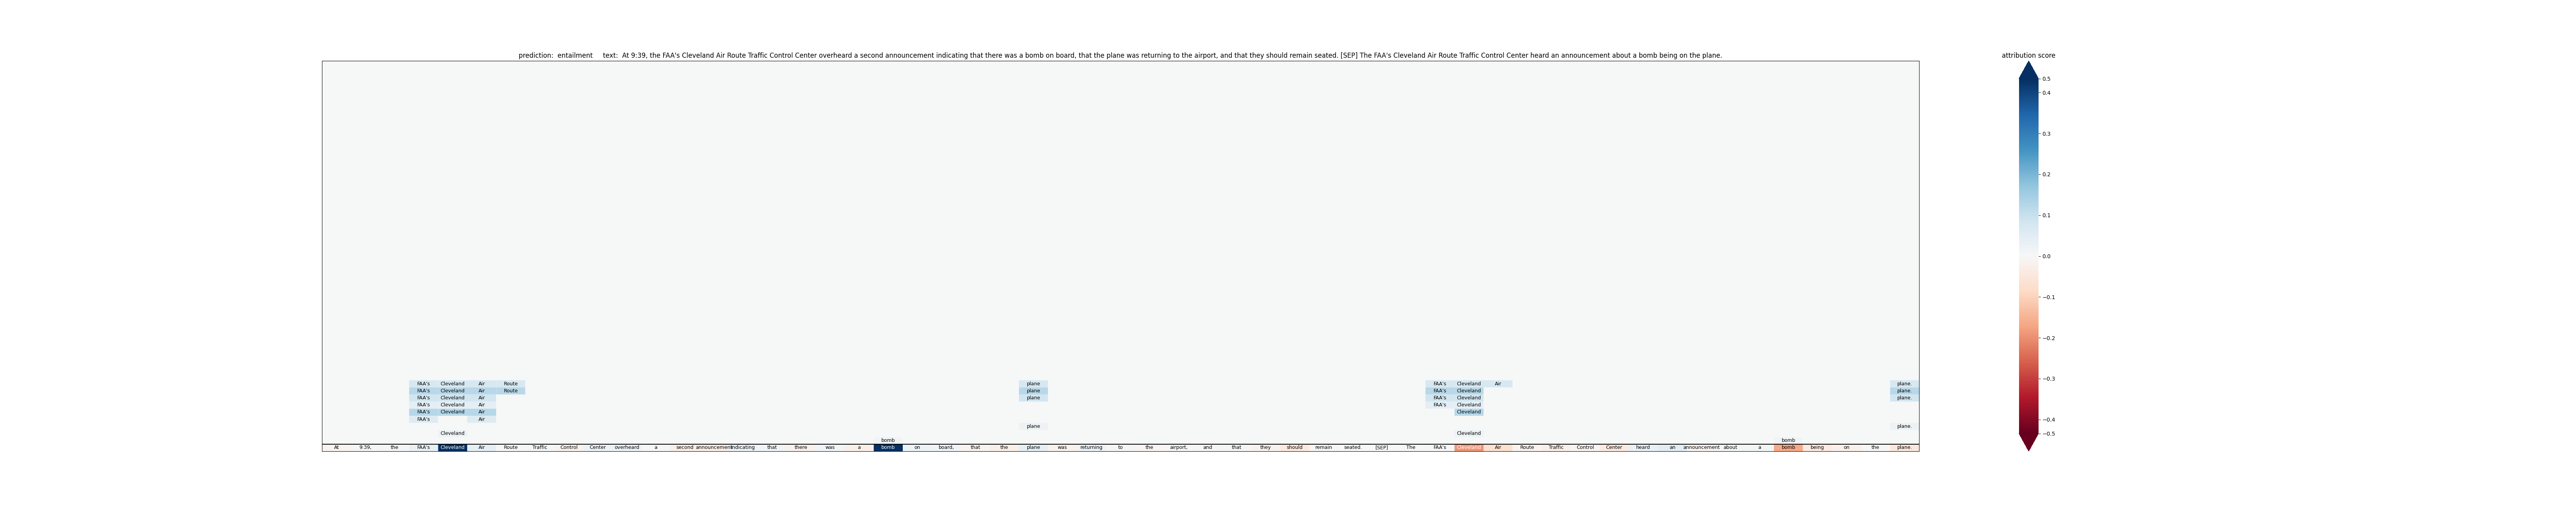 prediction: entailment text: At 9:39, the FAA's Cleveland Air Route Traffic Control Center overheard a second announcement indicating that there was a bomb on board, that the plane was returning to the airport, and that they should remain seated. [SEP] The FAA's Cleveland Air Route Traffic Control Center heard an announcement about a bomb being on the plane.
attribution score
0.5
0.4
0.3
0.2
0.1
0.0
−0.1
−0.2
−0.3
−0.4
−0.5
FAA's Cleveland Air Route plane FAA's Cleveland Air plane.
FAA's Cleveland Air Route plane FAA's Cleveland plane.
FAA's Cleveland Air plane FAA's Cleveland plane.
FAA's Cleveland Air FAA's Cleveland
FAA's Cleveland Air Cleveland
FAA's Air
plane plane.
Cleveland Cleveland
bomb bomb
At 9:39, the FAA's Cleveland Air Route Traffic Control Center overheard a second announcement indicating that there was a bomb on board, that the plane was returning to the airport, and that they should remain seated. [SEP] The FAA's Cleveland Air Route Traffic Control Center heard an announcement about a bomb being on the plane.